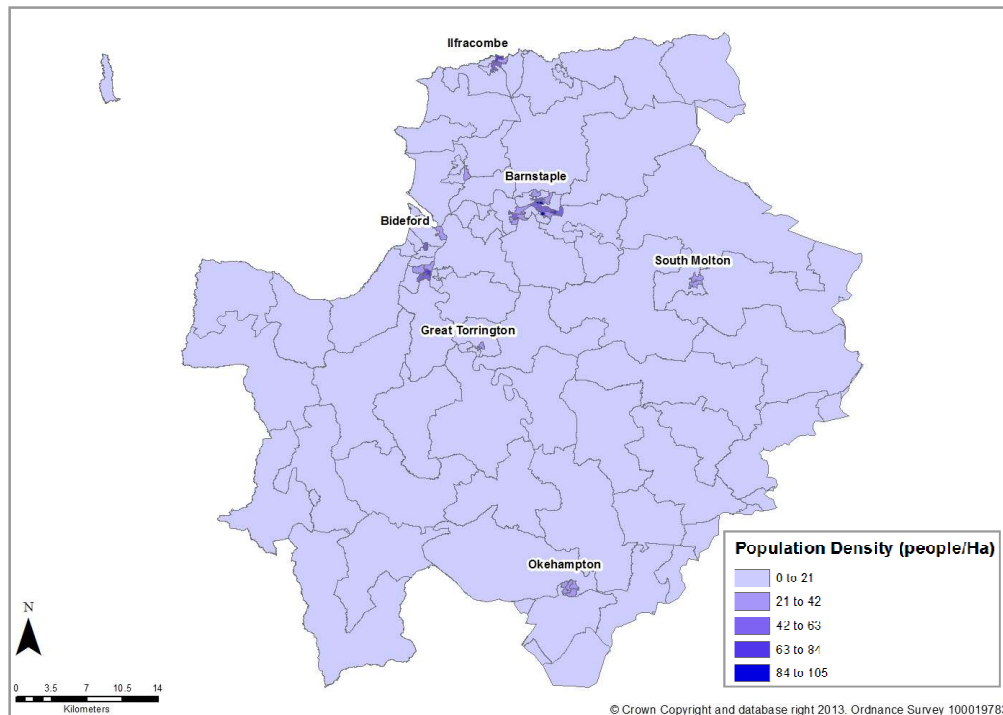 Ilfracombe
Barnstaple
Bideford
South Molton
Great Torrington
Okehampton
Population Density (people/Ha)
0 to 21
21 to 42
42 to 63
63 to 84
84 to 105
N
0 3.5 7 10.5 14
Kilometers
© Crown Copyright and database right 2013. Ordnance Survey 10001978